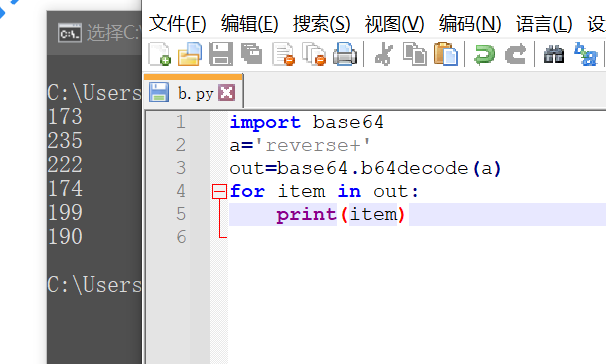 选择C:\
C:\Users
173
235
222
174
199
190
C:\Users
文件(F) 编辑(E) 搜索(S) 视图(V) 编码(N) 语言(L) 设
b.py
1 import base64
2 a='reverse+'
3 out=base64.b64decode(a)
4 for item in out:
5 print(item)
6